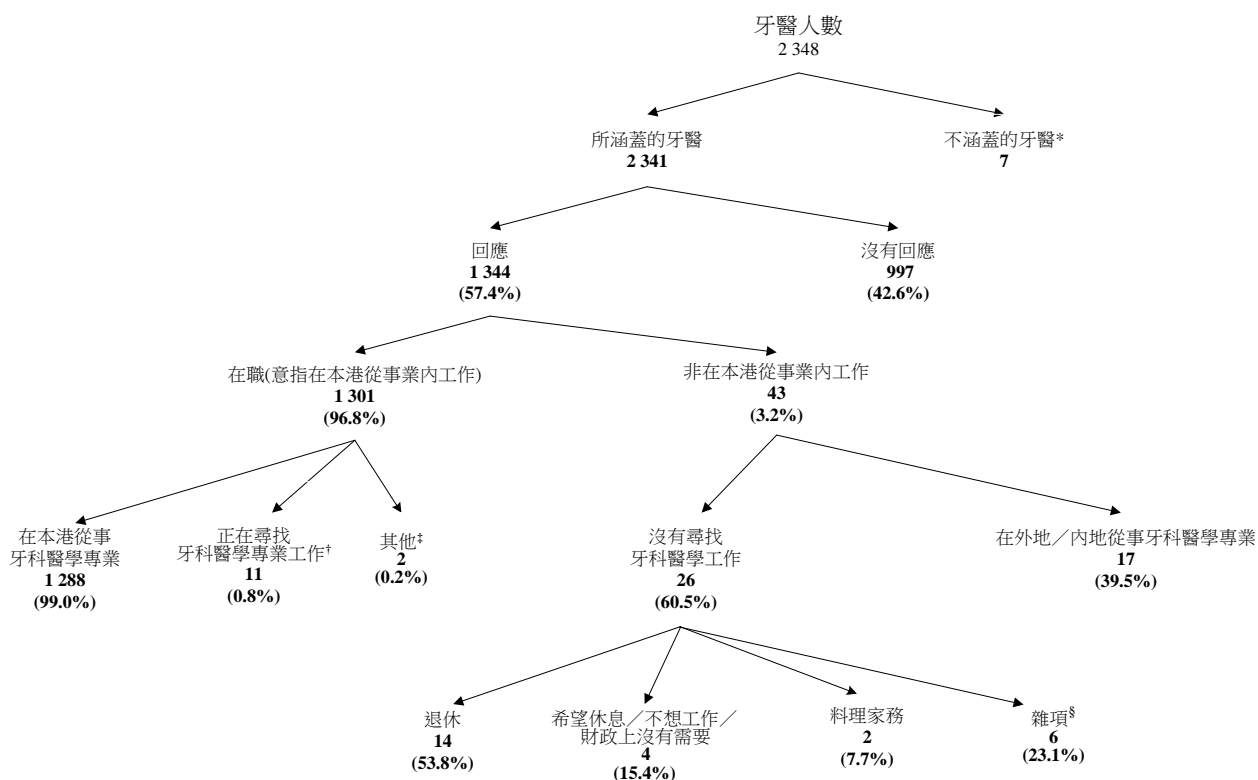 牙醫人數
2 348
所涵蓋的牙醫
2 341
不涵蓋的牙醫*
7
回應
1 344
(57.4%)
沒有回應
997
(42.6%)
在職(意指在本港從事業內工作)
1 301
(96.8%)
非在本港從事業內工作
43
(3.2%)
在本港從事
牙科醫學專業
1 288
(99.0%)
正在尋找
牙科醫學專業工作†
11
(0.8%)
其他‡
2
(0.2%)
沒有尋找
牙科醫學工作
26
(60.5%)
在外地／內地從事牙科醫學專業
17
(39.5%)
退休
14
(53.8%)
希望休息／不想工作／
財政上沒有需要
4
(15.4%)
料理家務
2
(7.7%)
雜項§
6
(23.1%)